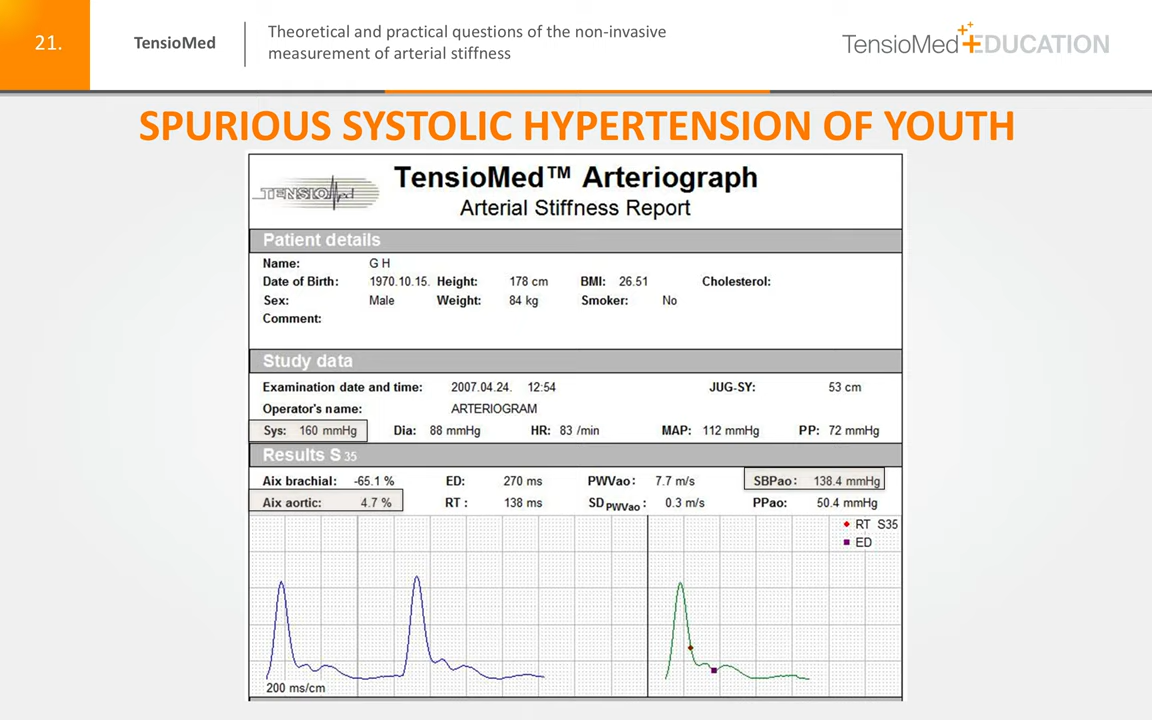 21.
TensioMed
Theoretical and practical questions of the non-invasive
measurement of arterial stiffness
TensioMed EDUCATION
SPURIOUS SYSTOLIC HYPERTENSION OF YOUTH
TENSIOMED
TensioMed™ Arteriograph
Arterial Stiffness Report
Patient details
Name: G H
Date of Birth: 1970.10.15. Height: 178 cm BMI: 26.51 Cholesterol:
Sex: Male Weight: 84 kg Smoker: No
Comment:
Study data
Examination date and time: 2007.04.24. 12:54 JUG-SY: 53 cm
Operator's name: ARTERIOGRAM
Sys: 160 mmHg Dia: 88 mmHg HR: 83 /min MAP: 112 mmHg PP: 72 mmHg
Results S 35
Aix brachial: -65.1 % ED: 270 ms PWVao: 7.7 m/s SBPao: 138.4 mmHg
Aix aortic: 4.7 % RT : 138 ms SD PWVao : 0.3 m/s PPao: 50.4 mmHg
RT S35
ED
200 ms/cm